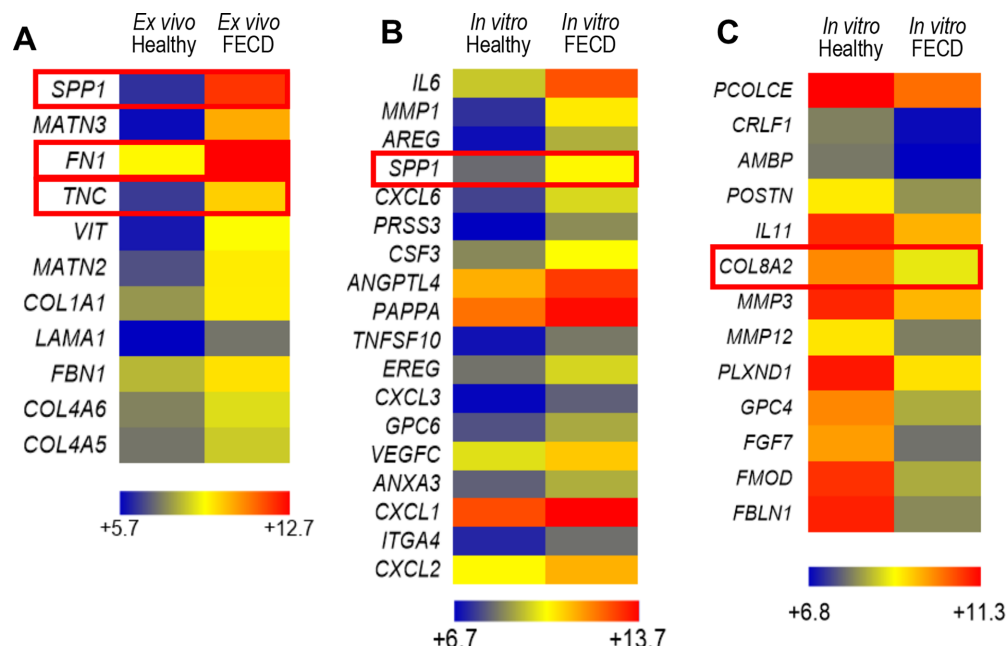 A
Ex vivo Healthy
Ex vivo FECD
SPP1
MATN3
FN1
TNC
VIT
MATN2
COL1A1
LAMA1
FBN1
COL4A6
COL4A5
+5.7
+12.7
B
In vitro Healthy
In vitro FECD
IL6
MMP1
AREG
SPP1
CXCL6
PRSS3
CSF3
ANGPTL4
PAPPA
TNFSF10
EREG
CXCL3
GPC6
VEGFC
ANXA3
CXCL1
ITGA4
CXCL2
+6.7
+13.7
C
In vitro Healthy
In vitro FECD
PCOLCE
CRLF1
AMBP
POSTN
IL11
COL8A2
MMP3
MMP12
PLXND1
GPC4
FGF7
FMOD
FBLN1
+6.8
+11.3